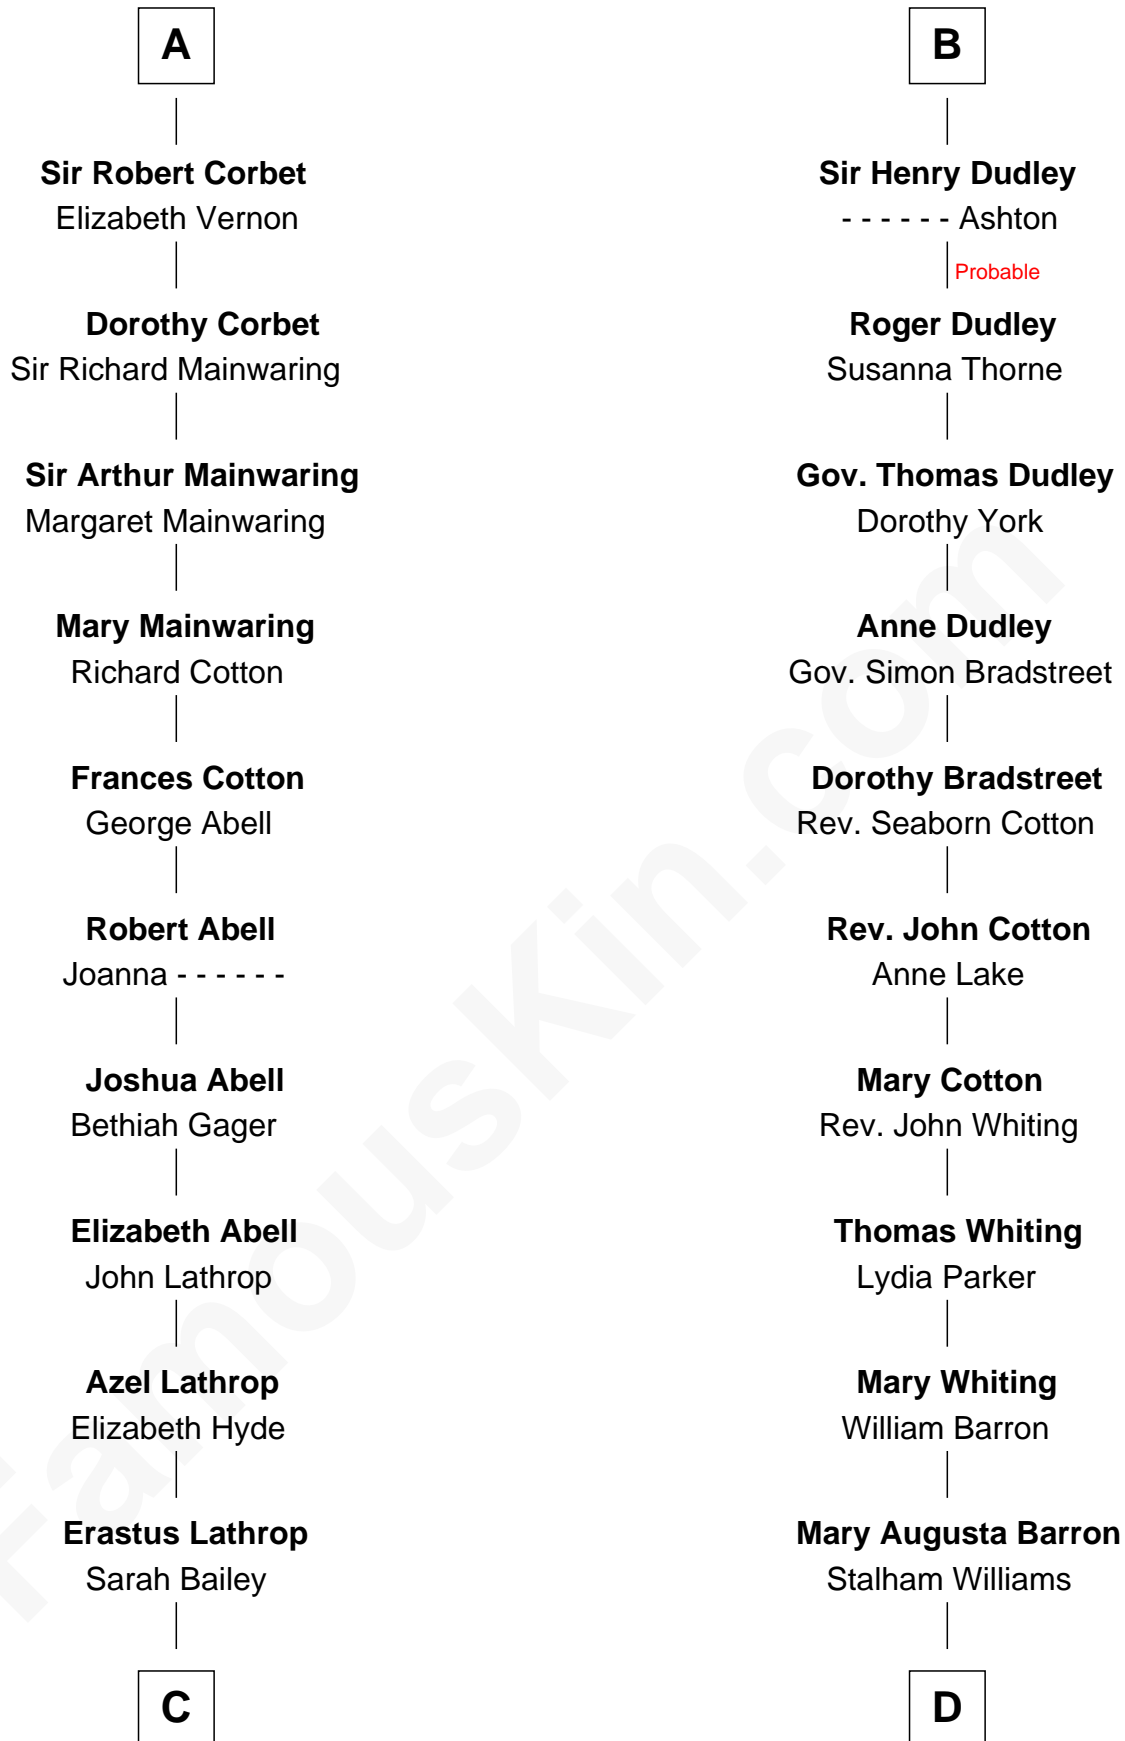 A
Sir Robert Corbet
Elizabeth Vernon
Dorothy Corbet
Sir Richard Mainwaring
Sir Arthur Mainwaring
Margaret Mainwaring
Mary Mainwaring
Richard Cotton
Frances Cotton
George Abell
Robert Abell
Joanna - - - - - -
Joshua Abell
Bethiah Gager
Elizabeth Abell
John Lathrop
Azel Lathrop
Elizabeth Hyde
Erastus Lathrop
Sarah Bailey
C
B
Sir Henry Dudley
- - - - - - Ashton
Probable
Roger Dudley
Susanna Thorne
Gov. Thomas Dudley
Dorothy York
Anne Dudley
Gov. Simon Bradstreet
Dorothy Bradstreet
Rev. Seaborn Cotton
Rev. John Cotton
Anne Lake
Mary Cotton
Rev. John Whiting
Thomas Whiting
Lydia Parker
Mary Whiting
William Barron
Mary Augusta Barron
Stalham Williams
D
FamousKin.com